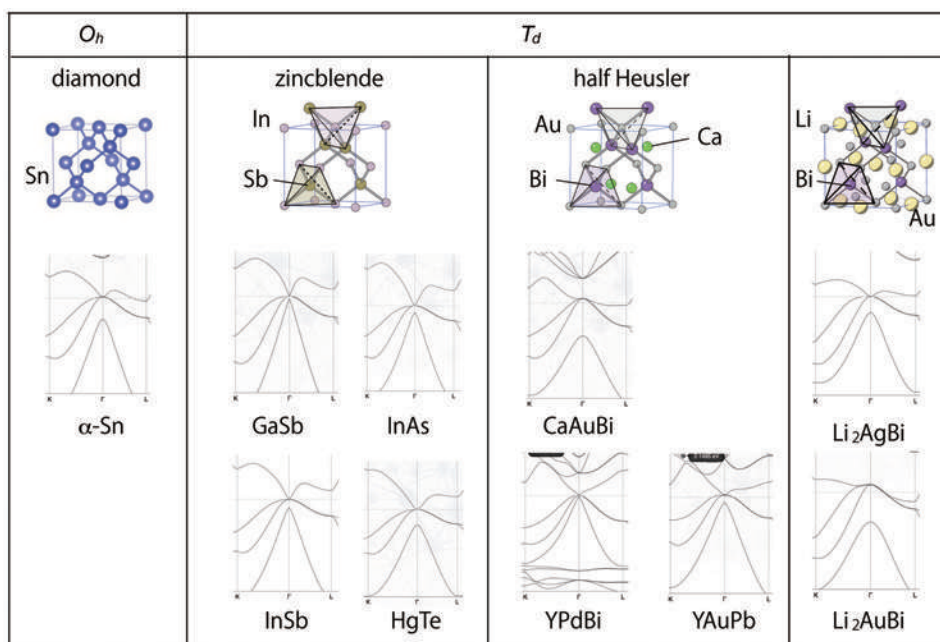 Oh Td
diamond zincblende half Heusler
In Au Ca Li
Sn Sb Bi Bi
Au
K Γ L K Γ L K Γ L K Γ L K Γ L
α-Sn GaSb InAs CaAuBi Li₂AgBi
K Γ L K Γ L K Γ L K Γ L K Γ L
InSb HgTe YPdBi YAuPb Li₂AuBi